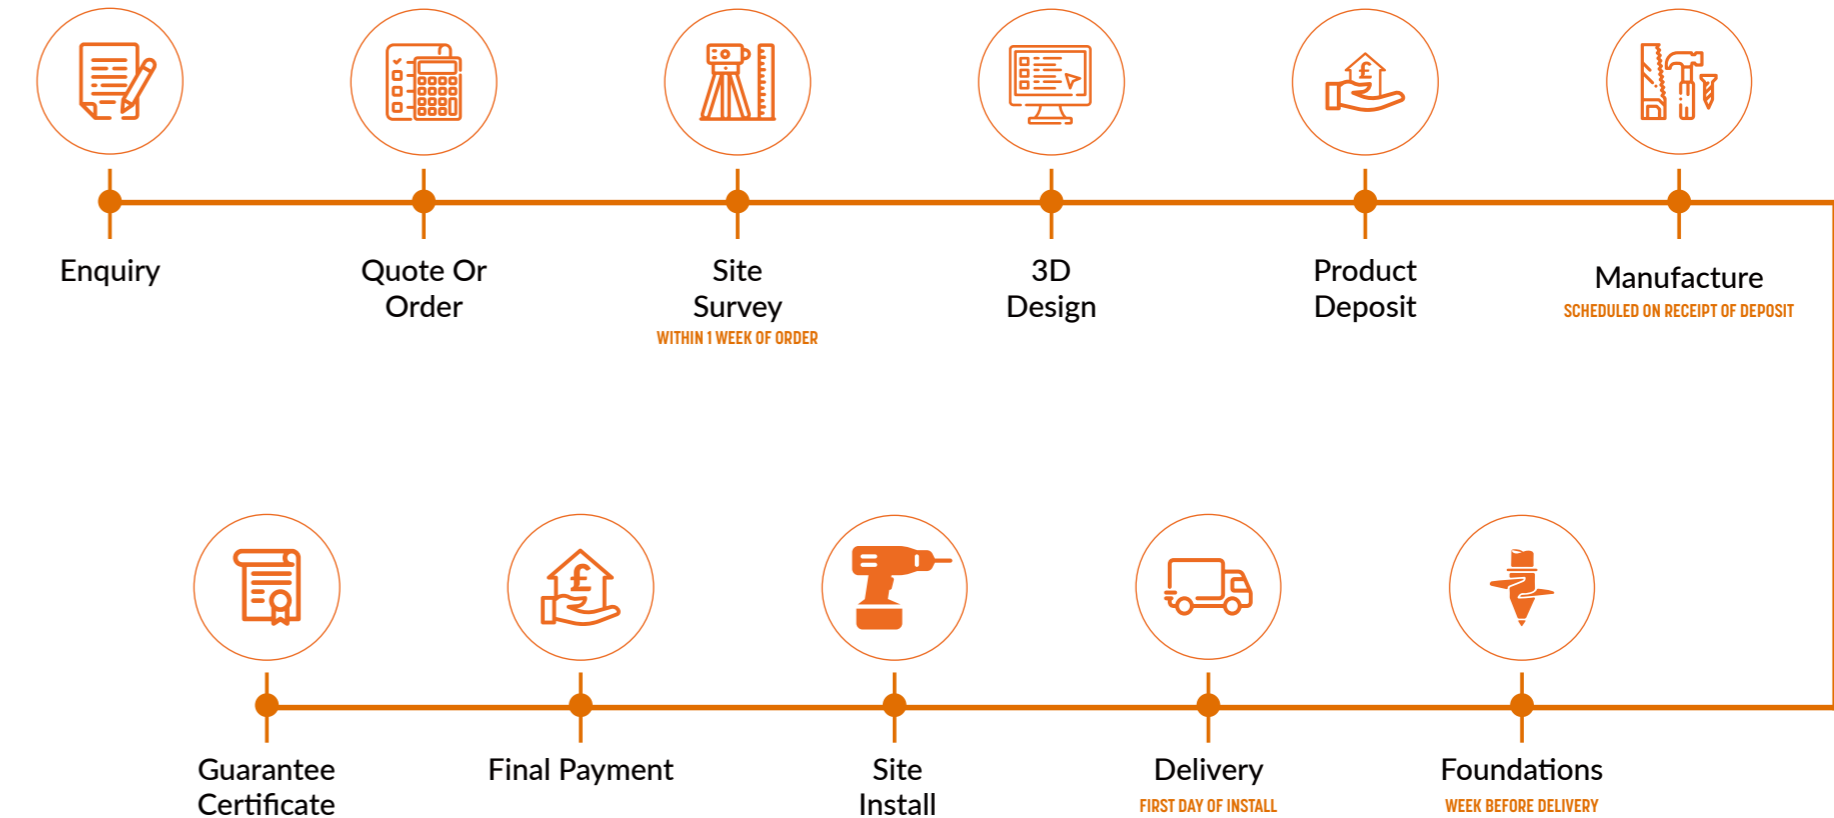 Enquiry
Quote Or
Order
Site
Survey
WITHIN 1 WEEK OF ORDER
3D
Design
Product
Deposit
Manufacture
SCHEDULED ON RECEIPT OF DEPOSIT
£
Guarantee
Certificate
Final Payment
£
Site
Install
Delivery
FIRST DAY OF INSTALL
Foundations
WEEK BEFORE DELIVERY